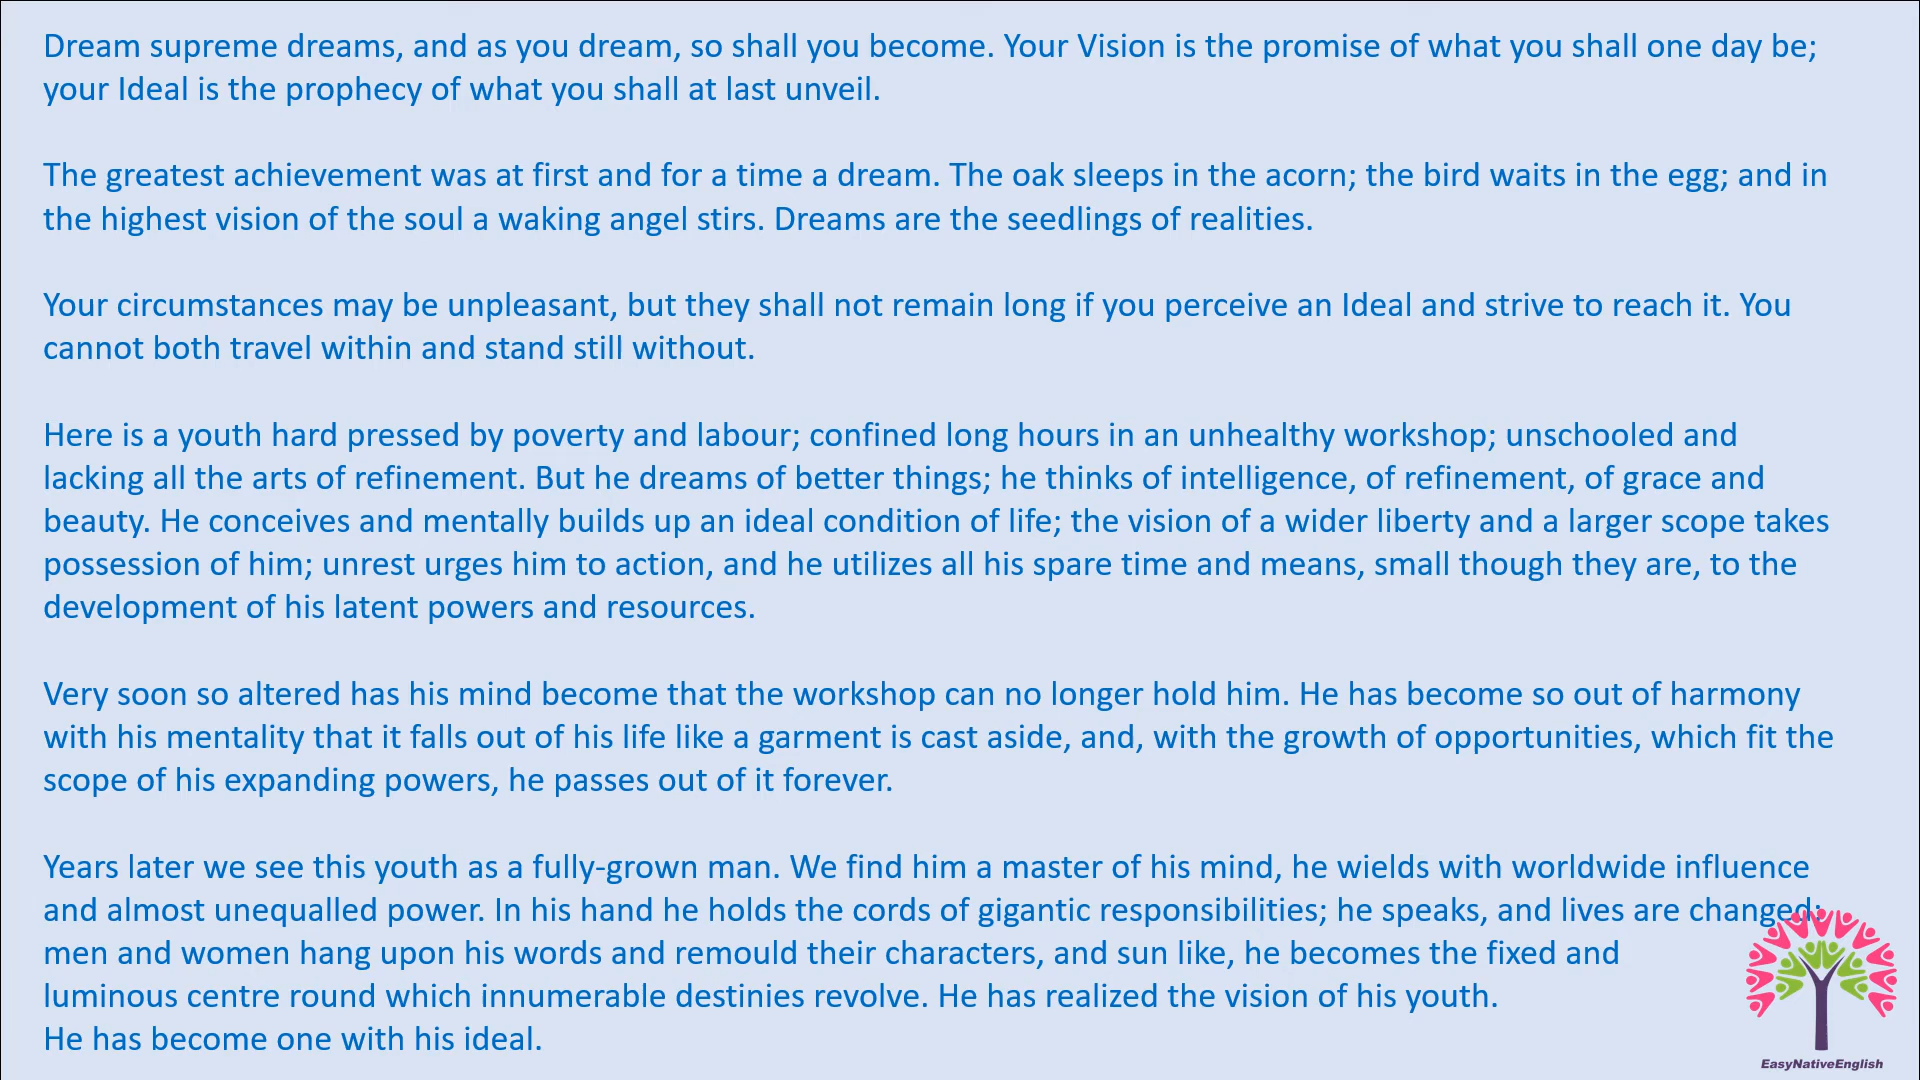 Dream supreme dreams, and as you dream, so shall you become. Your Vision is the promise of what you shall one day be;
your Ideal is the prophecy of what you shall at last unveil.
The greatest achievement was at first and for a time a dream. The oak sleeps in the acorn; the bird waits in the egg; and in
the highest vision of the soul a waking angel stirs. Dreams are the seedlings of realities.
Your circumstances may be unpleasant, but they shall not remain long if you perceive an Ideal and strive to reach it. You
cannot both travel within and stand still without.
Here is a youth hard pressed by poverty and labour; confined long hours in an unhealthy workshop; unschooled and
lacking all the arts of refinement. But he dreams of better things; he thinks of intelligence, of refinement, of grace and
beauty. He conceives and mentally builds up an ideal condition of life; the vision of a wider liberty and a larger scope takes
possession of him; unrest urges him to action, and he utilizes all his spare time and means, small though they are, to the
development of his latent powers and resources.
Very soon so altered has his mind become that the workshop can no longer hold him. He has become so out of harmony
with his mentality that it falls out of his life like a garment is cast aside, and, with the growth of opportunities, which fit the
scope of his expanding powers, he passes out of it forever.
Years later we see this youth as a fully-grown man. We find him a master of his mind, he wields with worldwide influence
and almost unequalled power. In his hand he holds the cords of gigantic responsibilities; he speaks, and lives are changed;
men and women hang upon his words and remould their characters, and sun like, he becomes the fixed and
luminous centre round which innumerable destinies revolve. He has realized the vision of his youth.
He has become one with his ideal.
EasyNativeEnglish